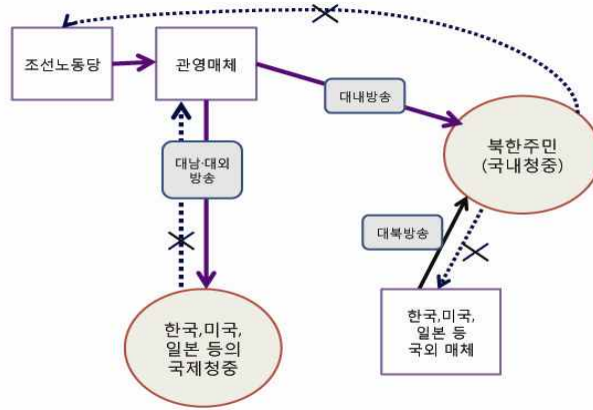 조선노동당
관영매체
대내방송
북한주민
(국내청중)
대남·대외
방송
대북방송
한국,미국,
일본 등의
국제청중
한국,미국,
일본 등
국외 매체